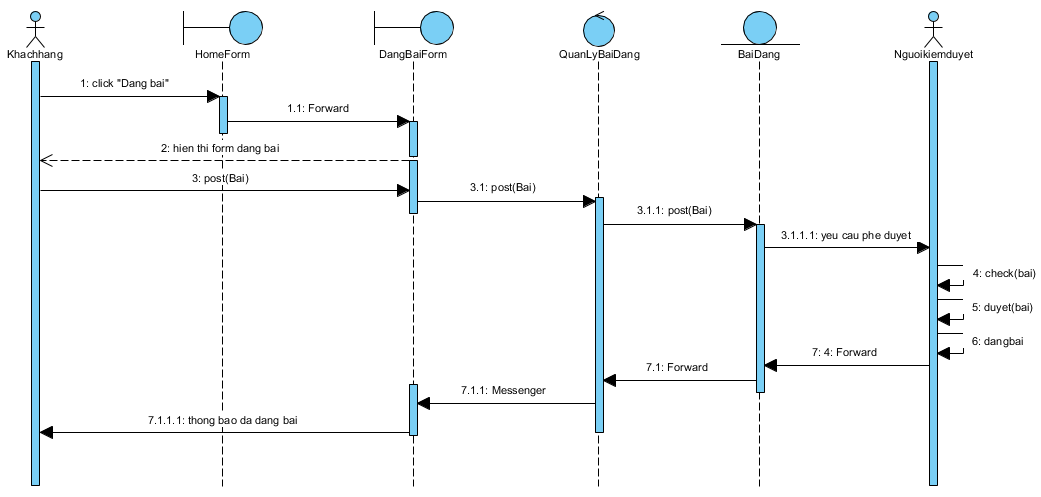 Khachhang
HomeForm
DangBaiForm
QuanLyBaiDang
BaiDang
Nguoikiemduyet
1: click "Dang bai"
1.1: Forward
2: hien thi form dang bai
3: post(Bai)
3.1: post(Bai)
3.1.1: post(Bai)
3.1.1.1: yeu cau phe duyet
4: check(bai)
5: duyet(bai)
6: dangbai
7: 4: Forward
7.1: Forward
7.1.1: Messenger
7.1.1.1: thong bao da dang bai